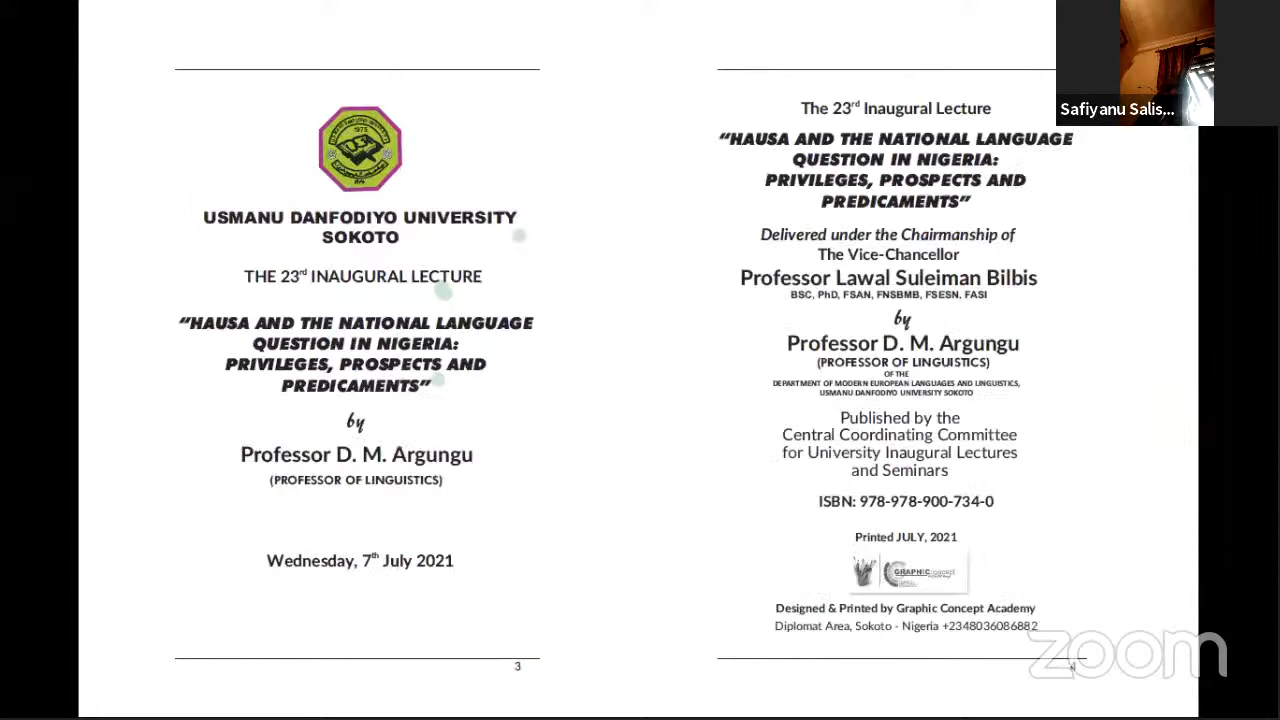 1975
USMANU DANFODIYO UNIVERSITY
SOKOTO
THE 23rd INAUGURAL LECTURE
"HAUSA AND THE NATIONAL LANGUAGE
QUESTION IN NIGERIA:
PRIVILEGES, PROSPECTS AND
PREDICAMENTS"
by
Professor D. M. Argungu
(PROFESSOR OF LINGUISTICS)
Wednesday, 7th July 2021
3
The 23rd Inaugural Lecture
"HAUSA AND THE NATIONAL LANGUAGE
QUESTION IN NIGERIA:
PRIVILEGES, PROSPECTS AND
PREDICAMENTS"
Delivered under the Chairmanship of
The Vice-Chancellor
Professor Lawal Suleiman Bilbis
BSC, PhD, FSAN, FNSBMB, FSESN, FASI
by
Professor D. M. Argungu
(PROFESSOR OF LINGUISTICS)
OF THE
DEPARTMENT OF MODERN EUROPEAN LANGUAGES AND LINGUISTICS,
USMANU DANFODIYO UNIVERSITY SOKOTO
Published by the
Central Coordinating Committee
for University Inaugural Lectures
and Seminars
ISBN: 978-978-900-734-0
Printed JULY, 2021
GRAPHIC
Designed & Printed by Graphic Concept Academy
Diplomat Area, Sokoto - Nigeria +2348036086882
4
Safiyanu Salis...
zoom